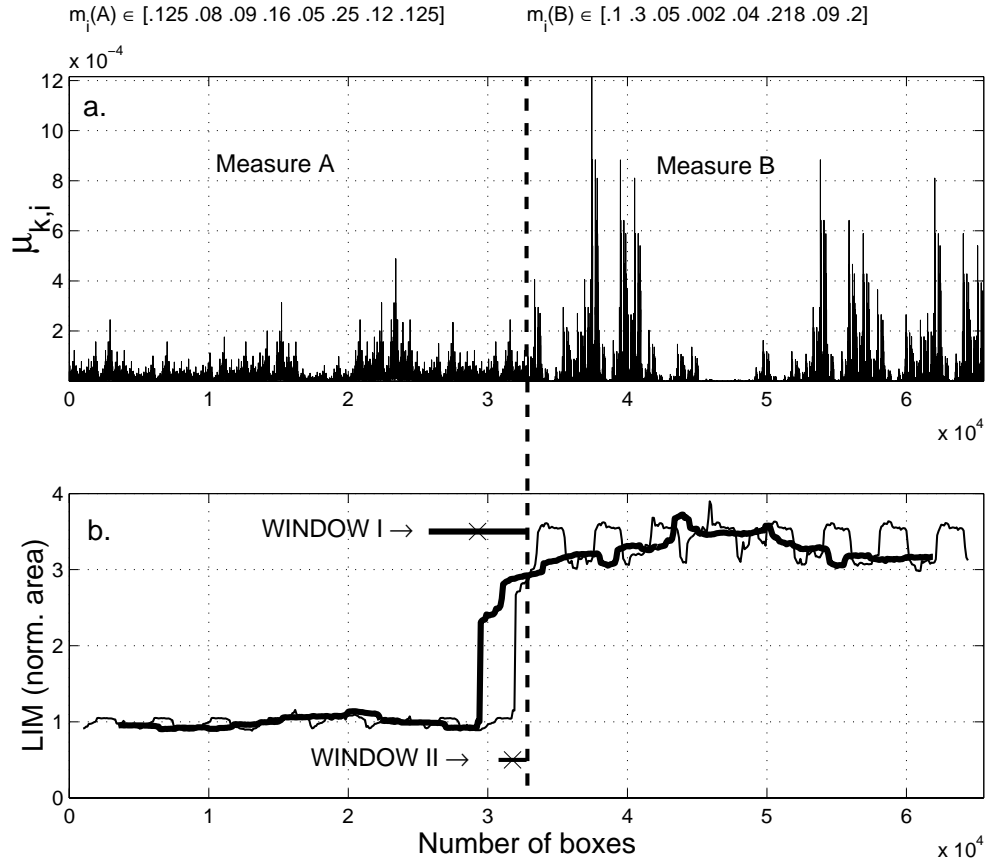 m_i(A) ∈ [.125 .08 .09 .16 .05 .25 .12 .125]
m_i(B) ∈ [.1 .3 .05 .002 .04 .218 .09 .2]
x 10^-4
a.
12
10
8
6
4
2
μ_k,i
Measure A
Measure B
0 1 2 3 4 5 6
x 10^4
b.
4
3
2
1
0
LIM (norm. area)
WINDOW I →
WINDOW II →
0 1 2 3 4 5 6
Number of boxes
x 10^4